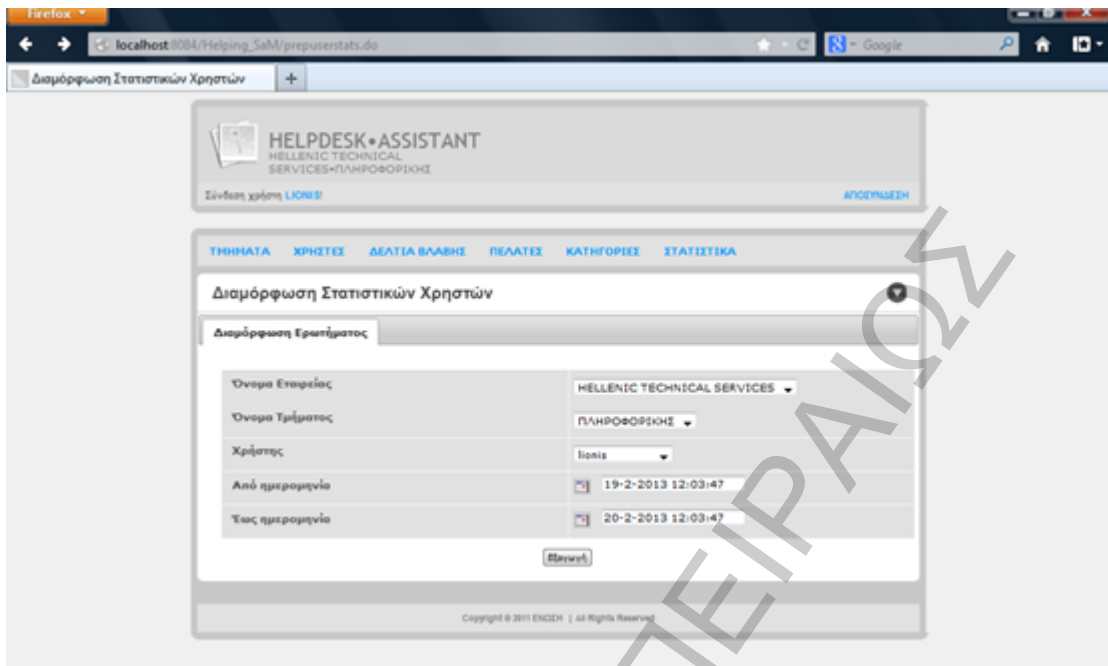 Firefox
localhost:8084/Helping_SaM/prepuserstats.do
Google
Διαμόρφωση Στατιστικών Χρηστών
HELPDESK•ASSISTANT
HELLENIC TECHNICAL
SERVICES•ΠΛΗΡΟΦΟΡΙΚΗΣ
Σύνδεση χρήστη LIONIS!
ΑΠΟΣΥΝΔΕΣΗ
ΤΜΗΜΑΤΑ ΧΡΗΣΤΕΣ ΔΕΛΤΙΑ ΒΛΑΒΗΣ ΠΕΛΑΤΕΣ ΚΑΤΗΓΟΡΙΕΣ ΣΤΑΤΙΣΤΙΚΑ
Διαμόρφωση Στατιστικών Χρηστών
Διαμόρφωση Ερωτήματος
Όνομα Εταιρείας HELLENIC TECHNICAL SERVICES
Όνομα Τμήματος ΠΛΗΡΟΦΟΡΙΚΗΣ
Χρήστης lionis
Από ημερομηνία 19-2-2013 12:03:47
Έως ημερομηνία 20-2-2013 12:03:47
Εξαγωγή
Copyright © 2011 ΕΝΩΣΗ | All Rights Reserved
ΠΕΙΡΑΙΩΣ